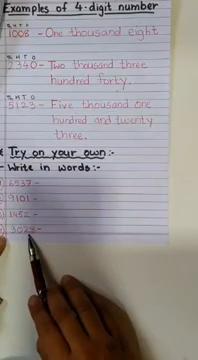 Examples of 4-digit number
Th H T O
1008 - One thousand eight
Th H T O
2340 - Two thousand three
hundred forty.
Th H T O
5123 - Five thousand one
hundred and twenty
three.
Try on your own:-
Write in words:-
6537 -
9101 -
1452 -
3028 -